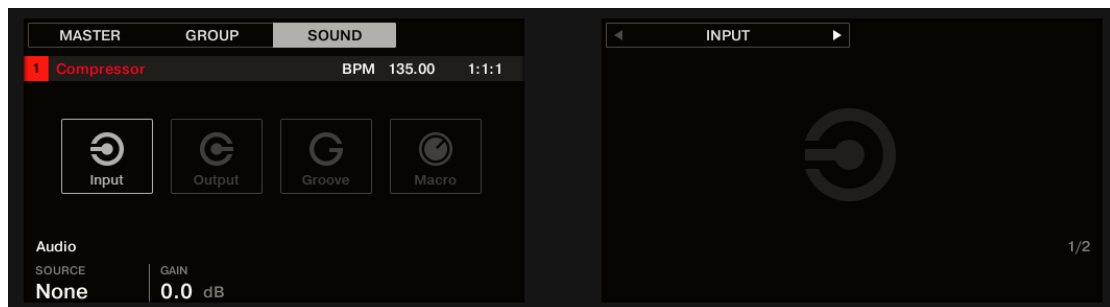 MASTER GROUP SOUND
1 Compressor BPM 135.00 1:1:1
Input Output Groove Macro
Audio
SOURCE GAIN
None 0.0 dB
INPUT
1/2